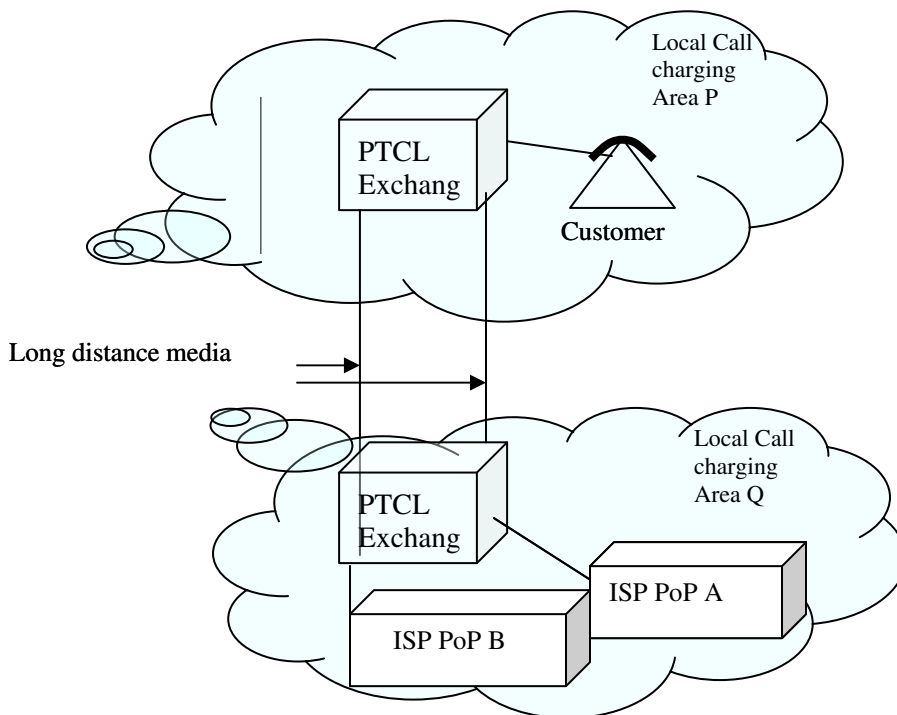 Local Call
charging
Area P
PTCL
Exchang
Customer
Long distance media
Local Call
charging
Area Q
PTCL
Exchang
ISP PoP A
ISP PoP B